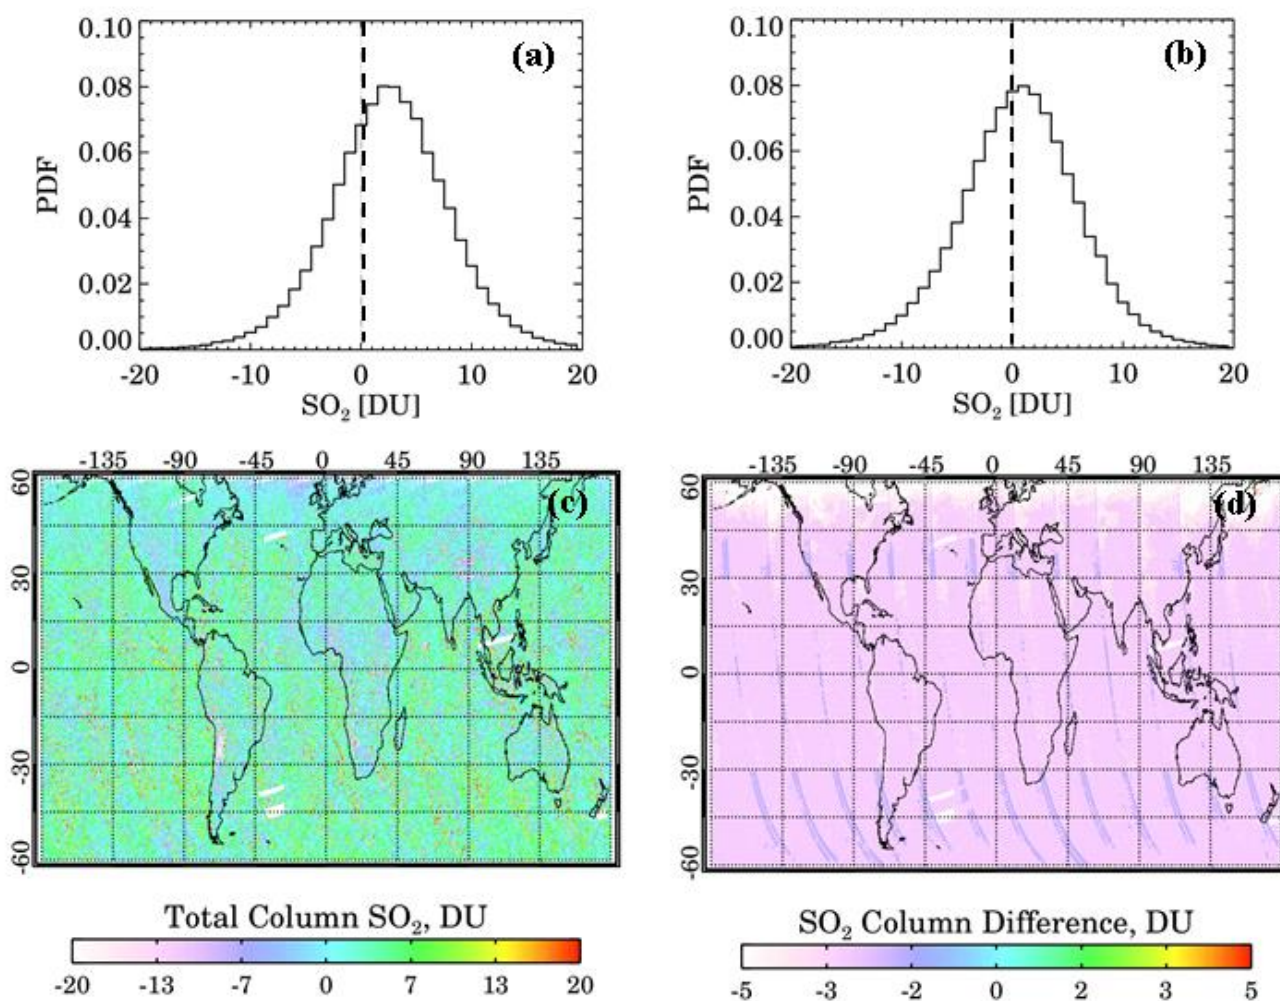 0.10
0.08
0.06
0.04
0.02
0.00
PDF
(a)
-20 -10 0 10 20
SO₂ [DU]
0.10
0.08
0.06
0.04
0.02
0.00
PDF
(b)
-20 -10 0 10 20
SO₂ [DU]
-135 -90 -45 0 45 90 135
60
30
0
-30
-60
(c)
Total Column SO₂, DU
-20 -13 -7 0 7 13 20
-135 -90 -45 0 45 90 135
60
30
0
-30
-60
(d)
SO₂ Column Difference, DU
-5 -3 -2 0 2 3 5